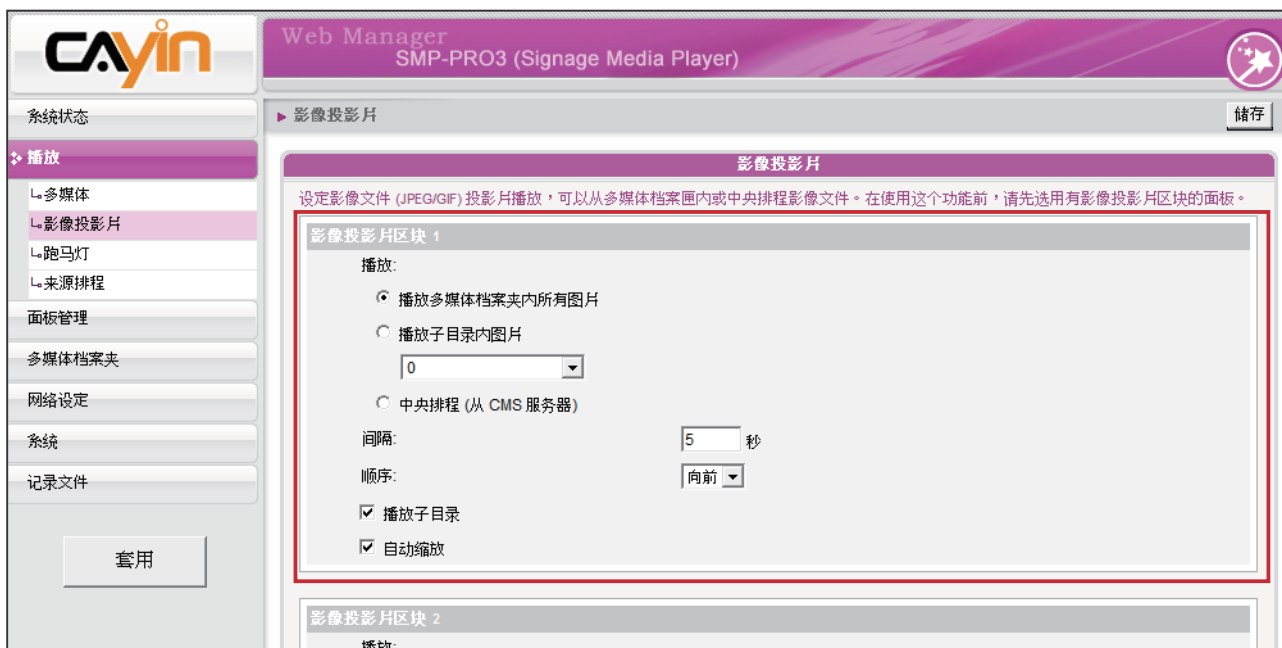 CAYIN
Web Manager
SMP-PRO3 (Signage Media Player)
系统状态
播放
多媒体
影像投影片
跑马灯
来源排程
面板管理
多媒体档案夹
网络设定
系统
记录文件
套用
影像投影片
储存
影像投影片
设定影像文件 (JPEG/GIF) 投影片播放，可以从多媒体档案匣内或中央排程影像文件。在使用这个功能前，请先选用有影像投影片区块的面板。
影像投影片区块 1
播放:
播放多媒体档案夹内所有图片
播放子目录内图片
0
中央排程 (从 CMS 服务器)
间隔: 5 秒
顺序: 向前
播放子目录
自动缩放
影像投影片区块 2
播放: